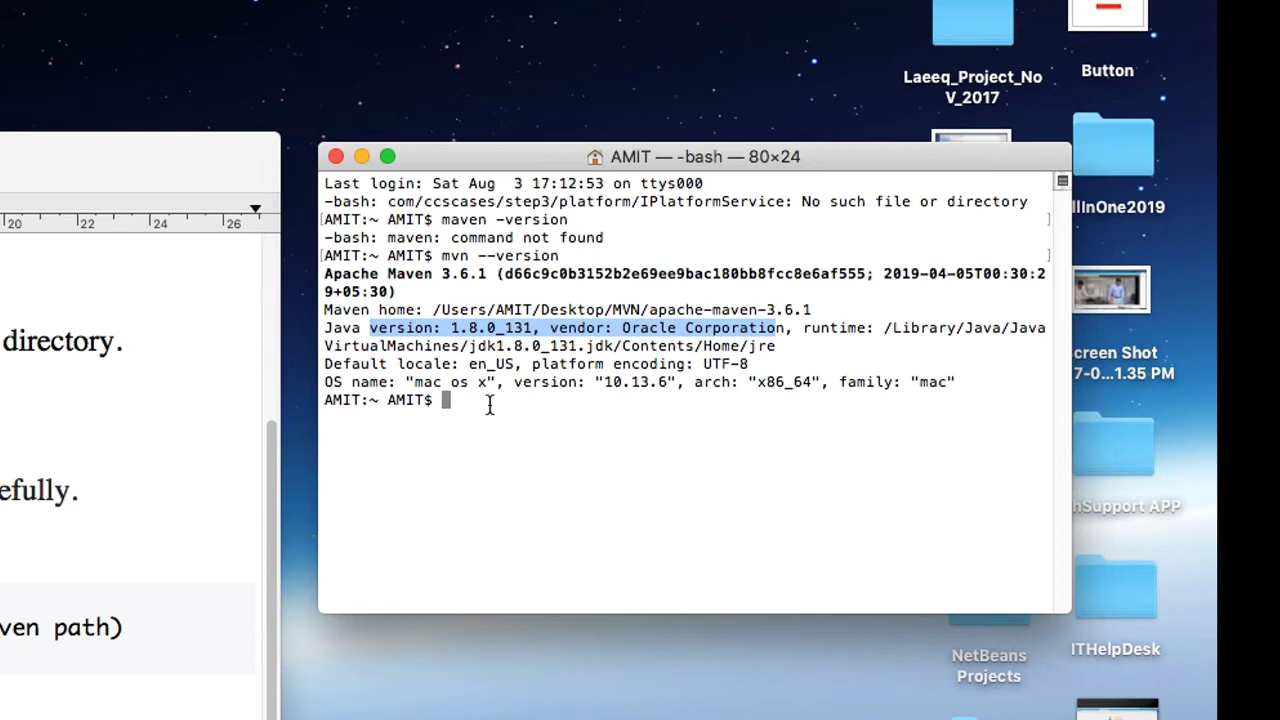 Laeeq_Project_No
V_2017
Button
AMIT — -bash — 80×24
20 22 24 26
Last login: Sat Aug  3 17:12:53 on ttys000
-bash: com/ccscases/step3/platform/IPlatformService: No such file or directory
[AMIT:~ AMIT$ maven -version ]
-bash: maven: command not found
[AMIT:~ AMIT$ mvn --version ]
Apache Maven 3.6.1 (d66c9c0b3152b2e69ee9bac180bb8fcc8e6af555; 2019-04-05T00:30:2
9+05:30)
Maven home: /Users/AMIT/Desktop/MVN/apache-maven-3.6.1
Java version: 1.8.0_131, vendor: Oracle Corporation, runtime: /Library/Java/Java
VirtualMachines/jdk1.8.0_131.jdk/Contents/Home/jre
Default locale: en_US, platform encoding: UTF-8
OS name: "mac os x", version: "10.13.6", arch: "x86_64", family: "mac"
AMIT:~ AMIT$
directory.
efully.
ven path)
llInOne2019
creen Shot
7-0...1.35 PM
nSupport APP
ITHelpDesk
NetBeans
Projects